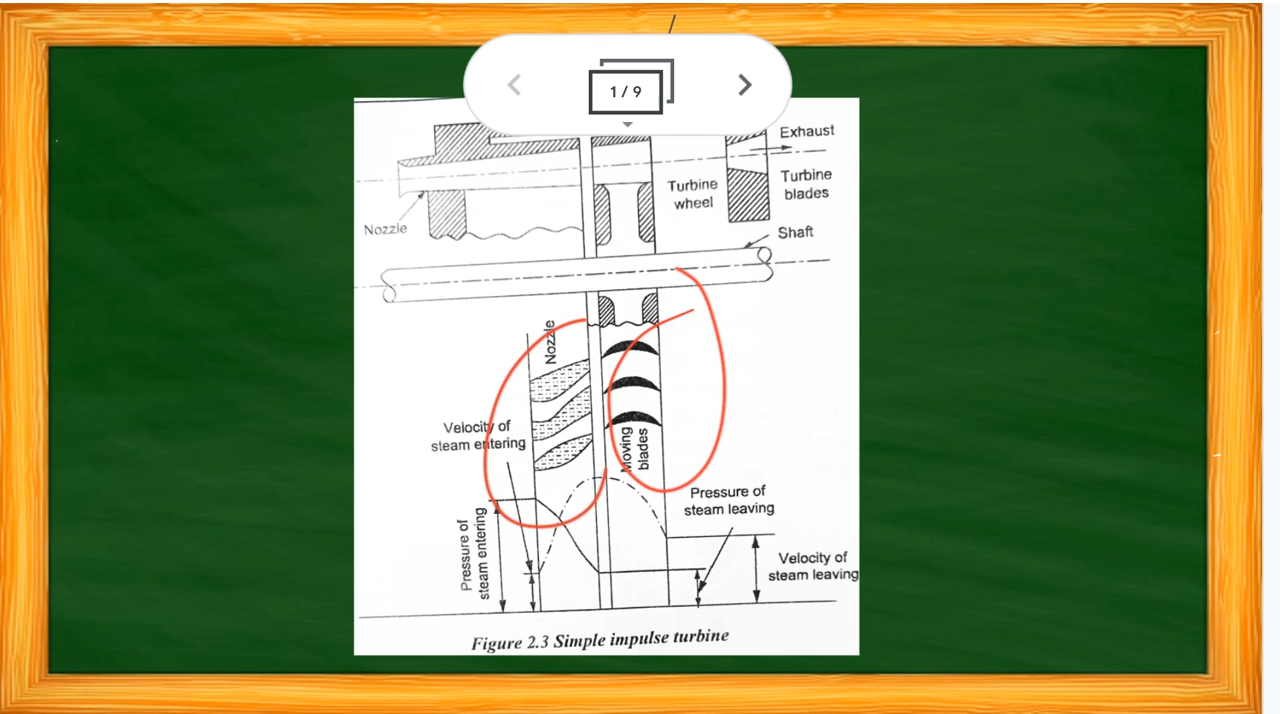 1 / 9
Exhaust
Turbine
blades
Turbine
wheel
Nozzle
Shaft
Nozzle
Velocity of
steam entering
Moving
blades
Pressure of
steam leaving
Pressure of
steam entering
Velocity of
steam leaving
Figure 2.3 Simple impulse turbine